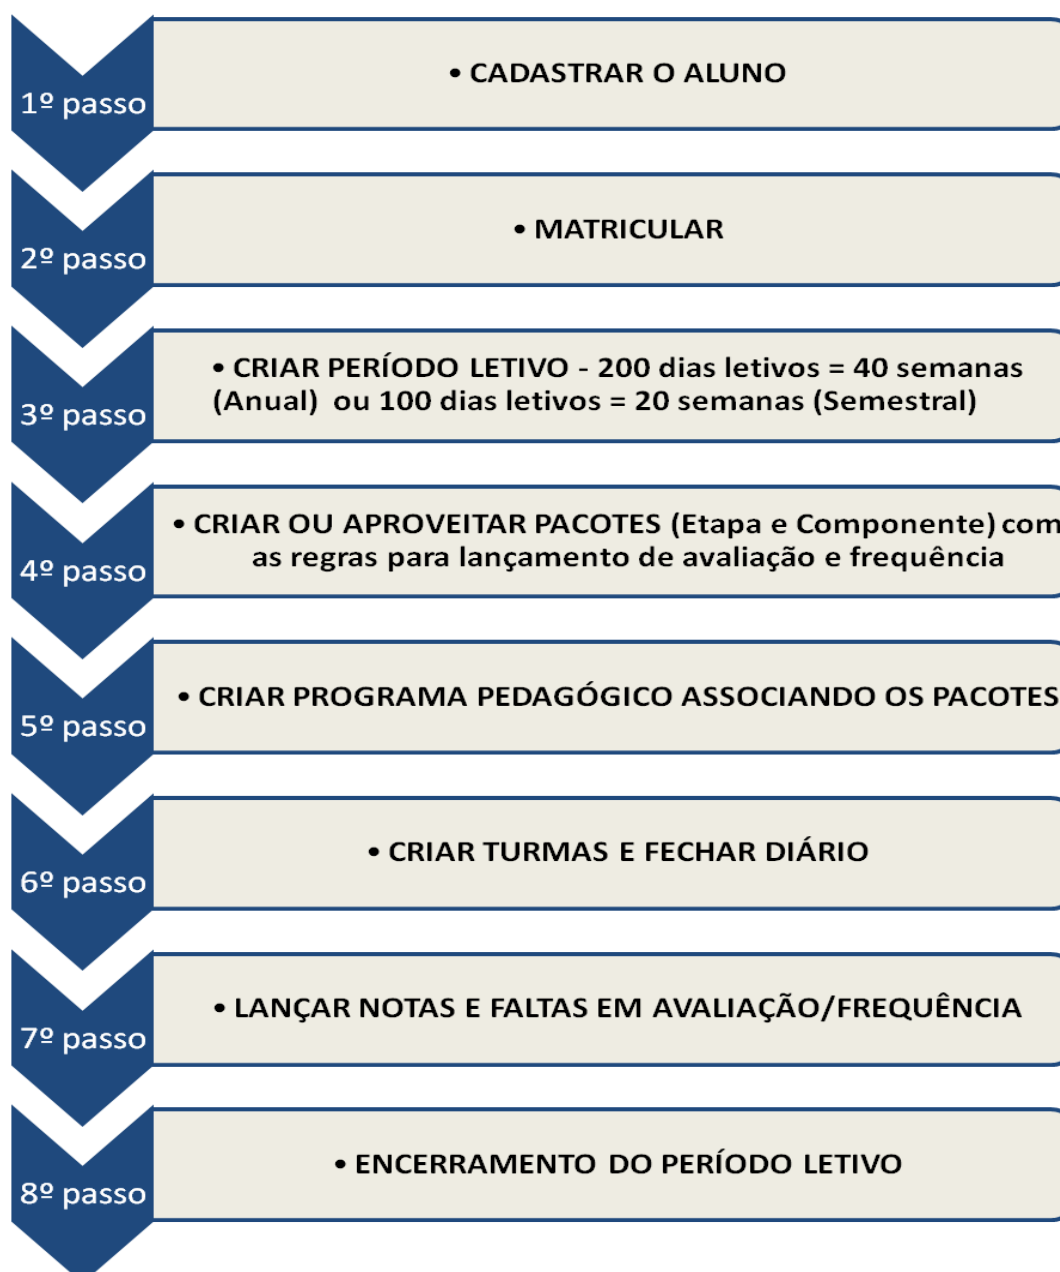 1º passo
• CADASTRAR O ALUNO
2º passo
• MATRICULAR
3º passo
• CRIAR PERÍODO LETIVO - 200 dias letivos = 40 semanas
(Anual) ou 100 dias letivos = 20 semanas (Semestral)
4º passo
• CRIAR OU APROVEITAR PACOTES (Etapa e Componente) com
as regras para lançamento de avaliação e frequência
5º passo
• CRIAR PROGRAMA PEDAGÓGICO ASSOCIANDO OS PACOTES
6º passo
• CRIAR TURMAS E FECHAR DIÁRIO
7º passo
• LANÇAR NOTAS E FALTAS EM AVALIAÇÃO/FREQUÊNCIA
8º passo
• ENCERRAMENTO DO PERÍODO LETIVO